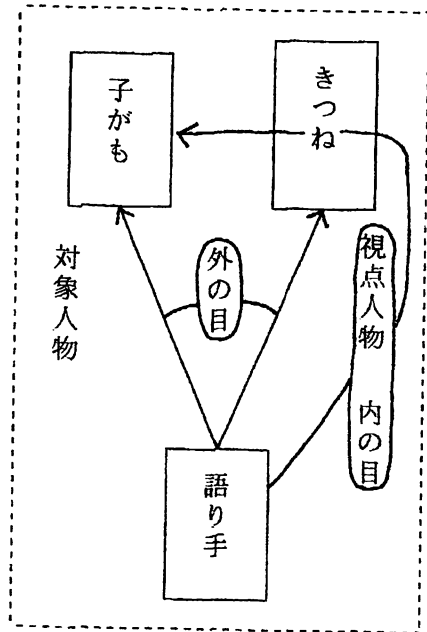 きつね
子がも
視点人物 内の目
外の目
対象人物
語り手